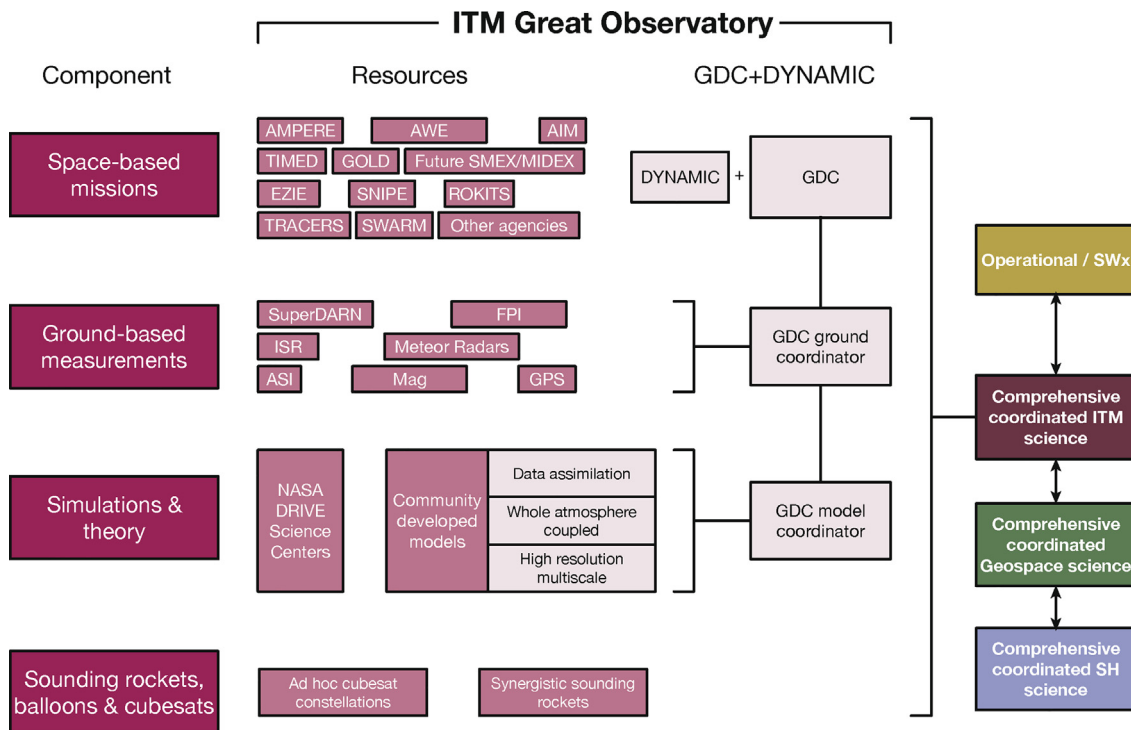 ITM Great Observatory
Component
Resources
GDC+DYNAMIC
Space-based
missions
AMPERE
AWE
AIM
TIMED
GOLD
Future SMEX/MIDEX
EZIE
SNIPE
ROKITS
TRACERS
SWARM
Other agencies
DYNAMIC
+
GDC
Operational / SWx
Ground-based
measurements
SuperDARN
FPI
ISR
Meteor Radars
ASI
Mag
GPS
GDC ground
coordinator
Comprehensive
coordinated ITM
science
Simulations &
theory
NASA
DRIVE
Science
Centers
Community
developed
models
Data assimilation
Whole atmosphere
coupled
High resolution
multiscale
GDC model
coordinator
Comprehensive
coordinated
Geospace science
Sounding rockets,
balloons & cubesats
Ad hoc cubesat
constellations
Synergistic sounding
rockets
Comprehensive
coordinated SH
science